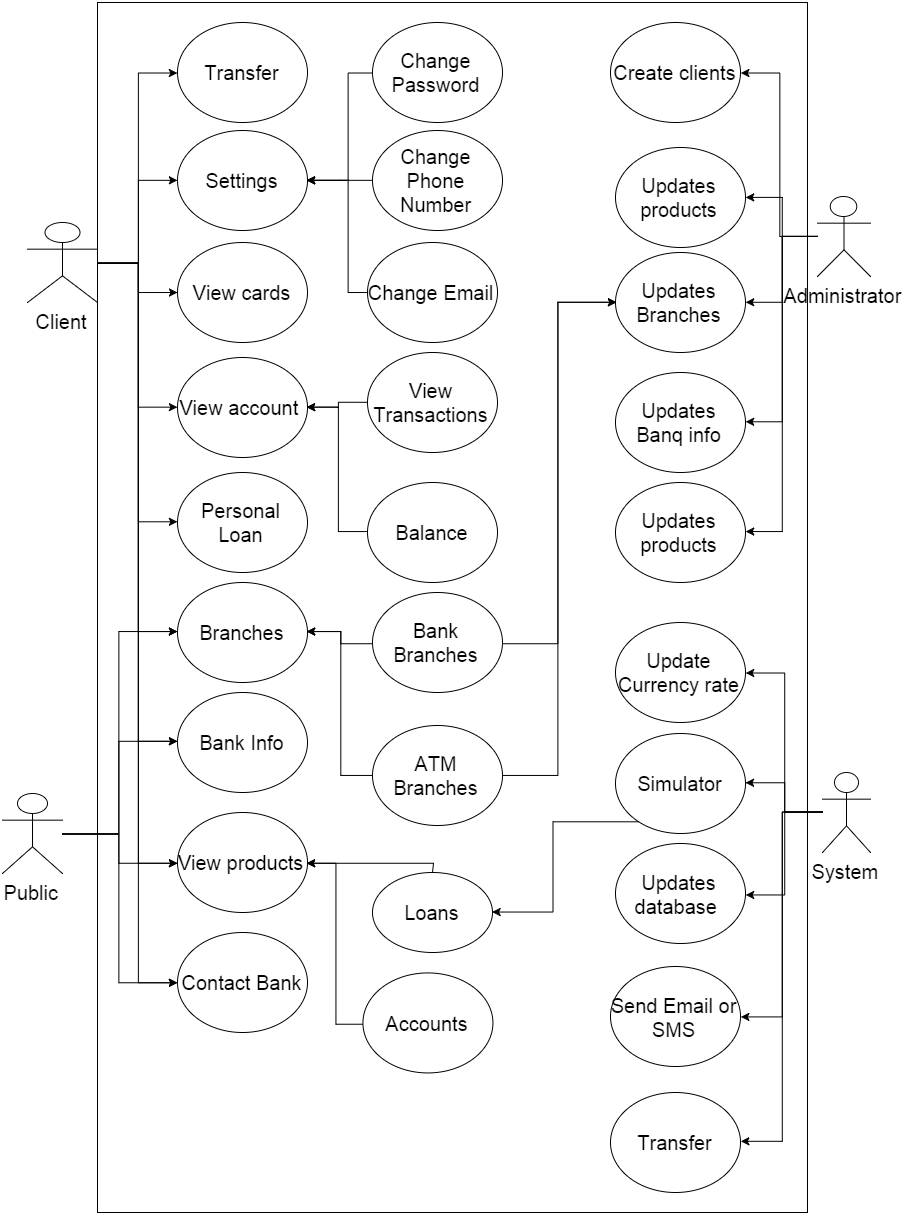 Transfer
Change
Password
Create clients
Settings
Change
Phone
Number
Updates
products
Client
View cards
Change Email
Updates
Branches
Administrator
View account
View
Transactions
Updates
Banq info
Personal
Loan
Balance
Updates
products
Branches
Bank
Branches
Update
Currency rate
Bank Info
ATM
Branches
Simulator
Public
View products
Loans
Updates
database
System
Contact Bank
Accounts
Send Email or
SMS
Transfer